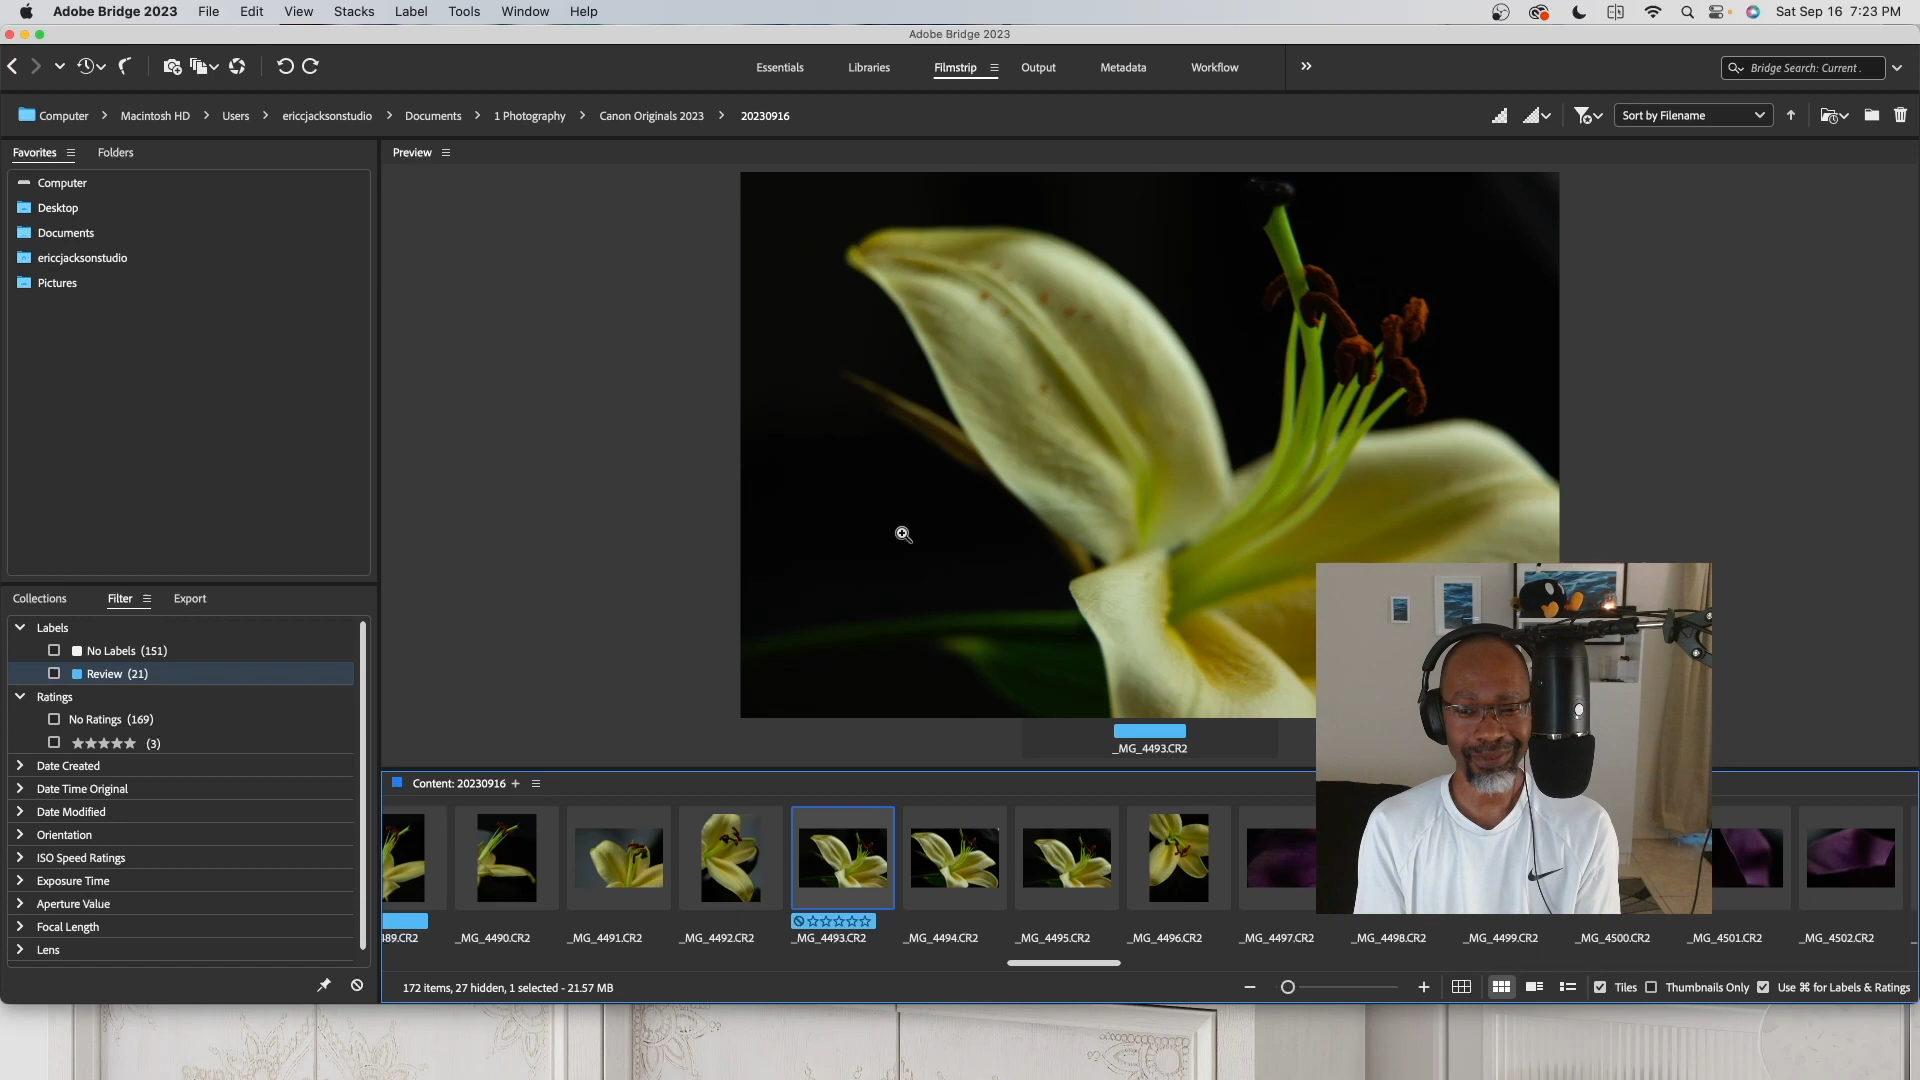 Adobe Bridge 2023 File Edit View Stacks Label Tools Window Help Sat Sep 16 7:23 PM
Adobe Bridge 2023
Essentials Libraries Filmstrip Output Metadata Workflow Bridge Search: Current .
Computer Macintosh HD Users ericcjacksonstudio Documents 1 Photography Canon Originals 2023 20230916 Sort by Filename
Favorites Folders
Preview
Computer
Desktop
Documents
ericcjacksonstudio
Pictures
Collections Filter Export
Labels
No Labels (151)
Review (21)
Ratings
No Ratings (169)
★★★★★ (3)
Date Created
Date Time Original
Date Modified
Orientation
ISO Speed Ratings
Exposure Time
Aperture Value
Focal Length
Lens
_MG_4493.CR2
Content: 20230916
489.CR2 _MG_4490.CR2 _MG_4491.CR2 _MG_4492.CR2 _MG_4493.CR2 _MG_4494.CR2 _MG_4495.CR2 _MG_4496.CR2 _MG_4497.CR2 _MG_4498.CR2 _MG_4499.CR2 _MG_4500.CR2 _MG_4501.CR2 _MG_4502.CR2
172 items, 27 hidden, 1 selected - 21.57 MB
Tiles Thumbnails Only Use ⌘ for Labels & Ratings